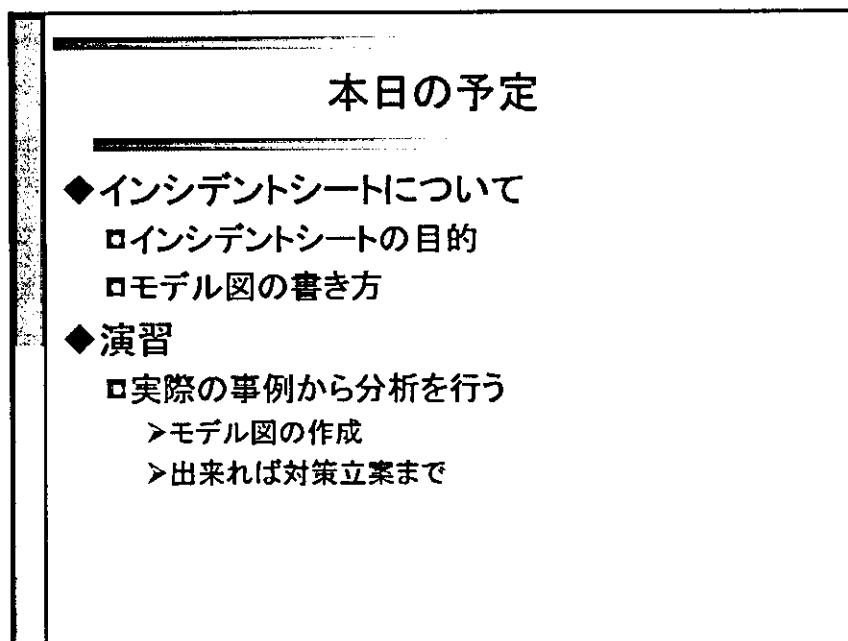 本日の予定
◆インシデントシートについて
◘インシデントシートの目的
◘モデル図の書き方
◆演習
◘実際の事例から分析を行う
➢モデル図の作成
➢出来れば対策立案まで